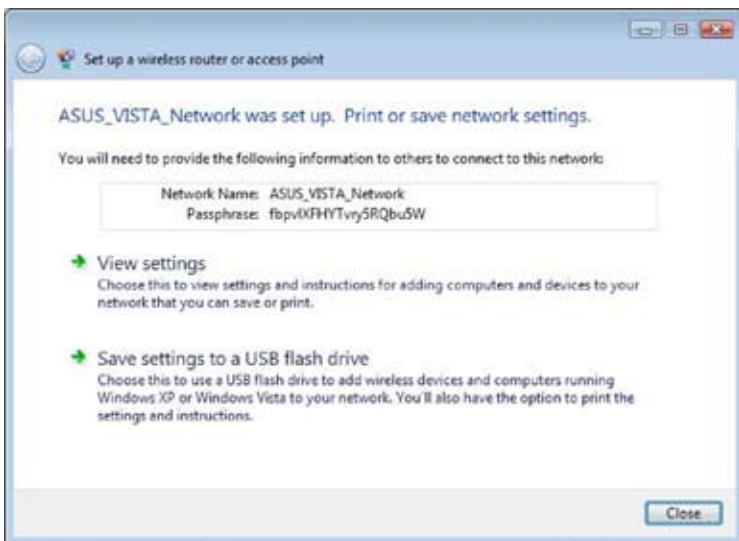 Set up a wireless router or access point
ASUS_VISTA_Network was set up. Print or save network settings.
You will need to provide the following information to others to connect to this network:
Network Name: ASUS_VISTA_Network
Passphrase:
View settings
Choose this to view settings and instructions for adding computers and devices to your
network that you can save or print.
Save settings to a USB flash drive
Choose this to use a USB flash drive to add wireless devices and computers running
Windows XP or Windows Vista to your network. You'll also have the option to print the
settings and instructions.
Close